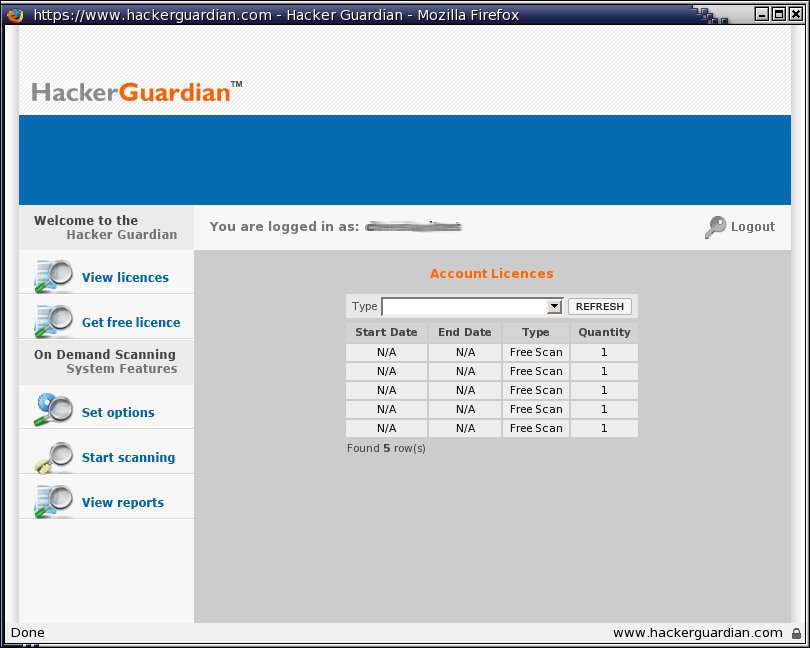 https://www.hackerguardian.com - Hacker Guardian - Mozilla Firefox
HackerGuardian™
Welcome to the
Hacker Guardian
You are logged in as:
Logout
View licences
Get free licence
On Demand Scanning
System Features
Set options
Start scanning
View reports
Account Licences
Type REFRESH
Start Date End Date Type Quantity
N/A N/A Free Scan 1
N/A N/A Free Scan 1
N/A N/A Free Scan 1
N/A N/A Free Scan 1
N/A N/A Free Scan 1
Found 5 row(s)
Done www.hackerguardian.com